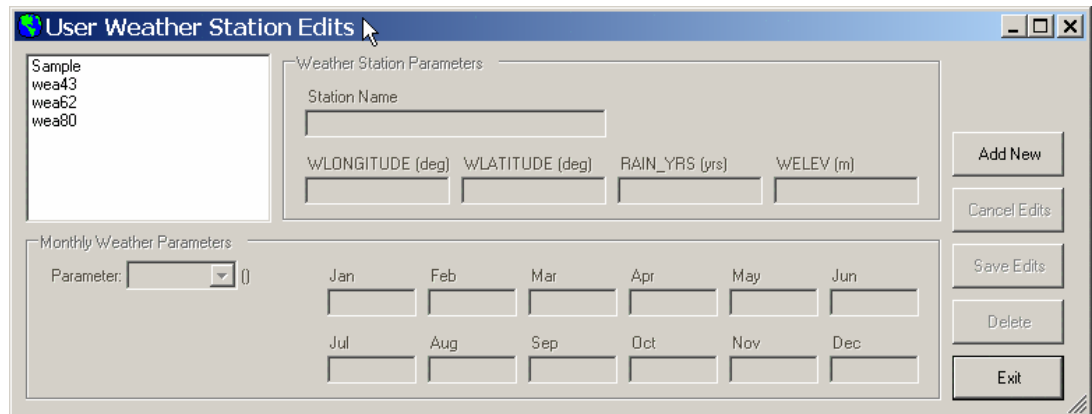 User Weather Station Edits
Sample
wea43
wea62
wea80
Weather Station Parameters
Station Name
WLONGITUDE (deg) WLATITUDE (deg) RAIN_YRS (yrs) WELEV (m)
Add New
Cancel Edits
Save Edits
Delete
Exit
Monthly Weather Parameters
Parameter: ()
Jan Feb Mar Apr May Jun
Jul Aug Sep Oct Nov Dec